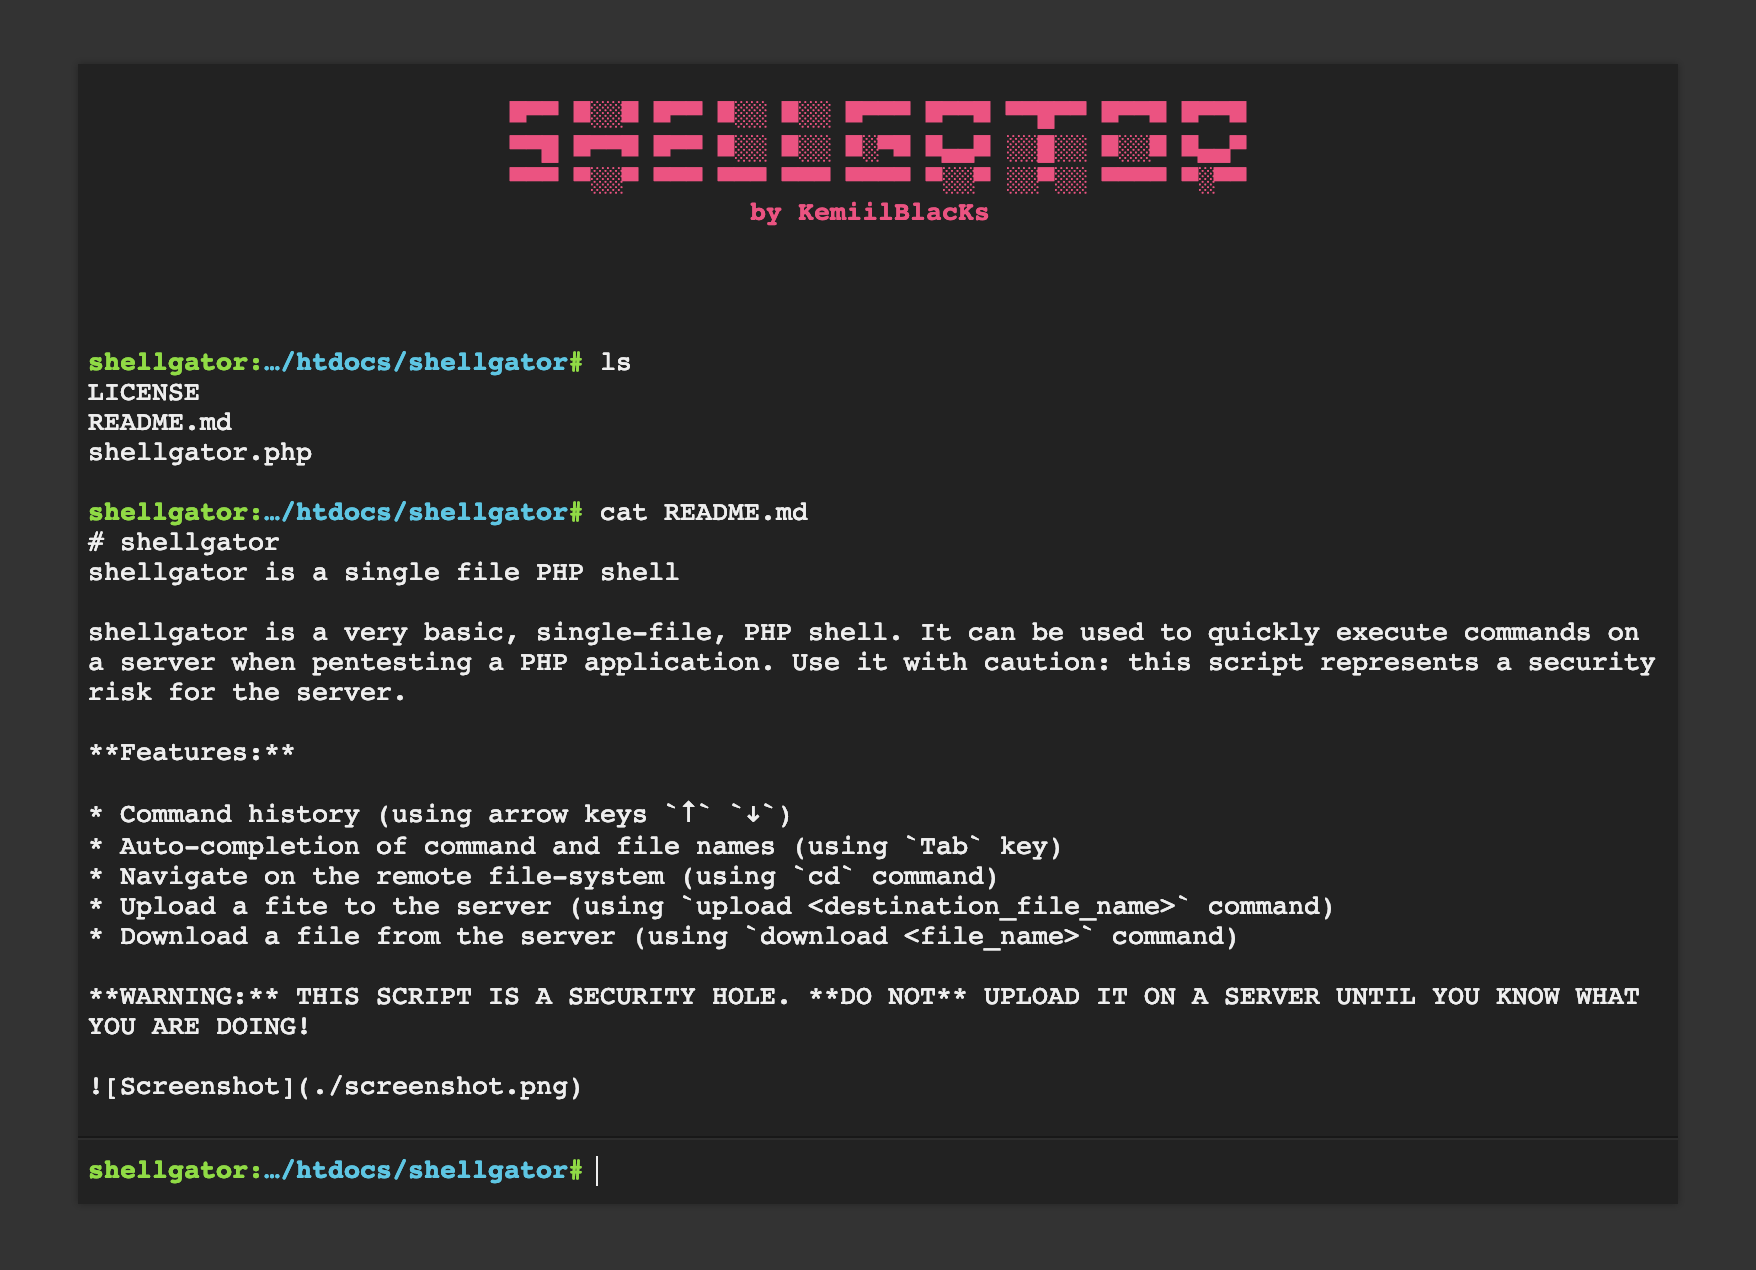 SHELLGATOR
by KemiilBlacKs
shellgator:…/htdocs/shellgator# ls
LICENSE
README.md
shellgator.php
shellgator:…/htdocs/shellgator# cat README.md
# shellgator
shellgator is a single file PHP shell
shellgator is a very basic, single-file, PHP shell. It can be used to quickly execute commands on
a server when pentesting a PHP application. Use it with caution: this script represents a security
risk for the server.
**Features:**
* Command history (using arrow keys `↑` `↓`)
* Auto-completion of command and file names (using `Tab` key)
* Navigate on the remote file-system (using `cd` command)
* Upload a fite to the server (using `upload <destination_file_name>` command)
* Download a file from the server (using `download <file_name>` command)
**WARNING:** THIS SCRIPT IS A SECURITY HOLE. **DO NOT** UPLOAD IT ON A SERVER UNTIL YOU KNOW WHAT
YOU ARE DOING!
![Screenshot](./screenshot.png)
shellgator:…/htdocs/shellgator#